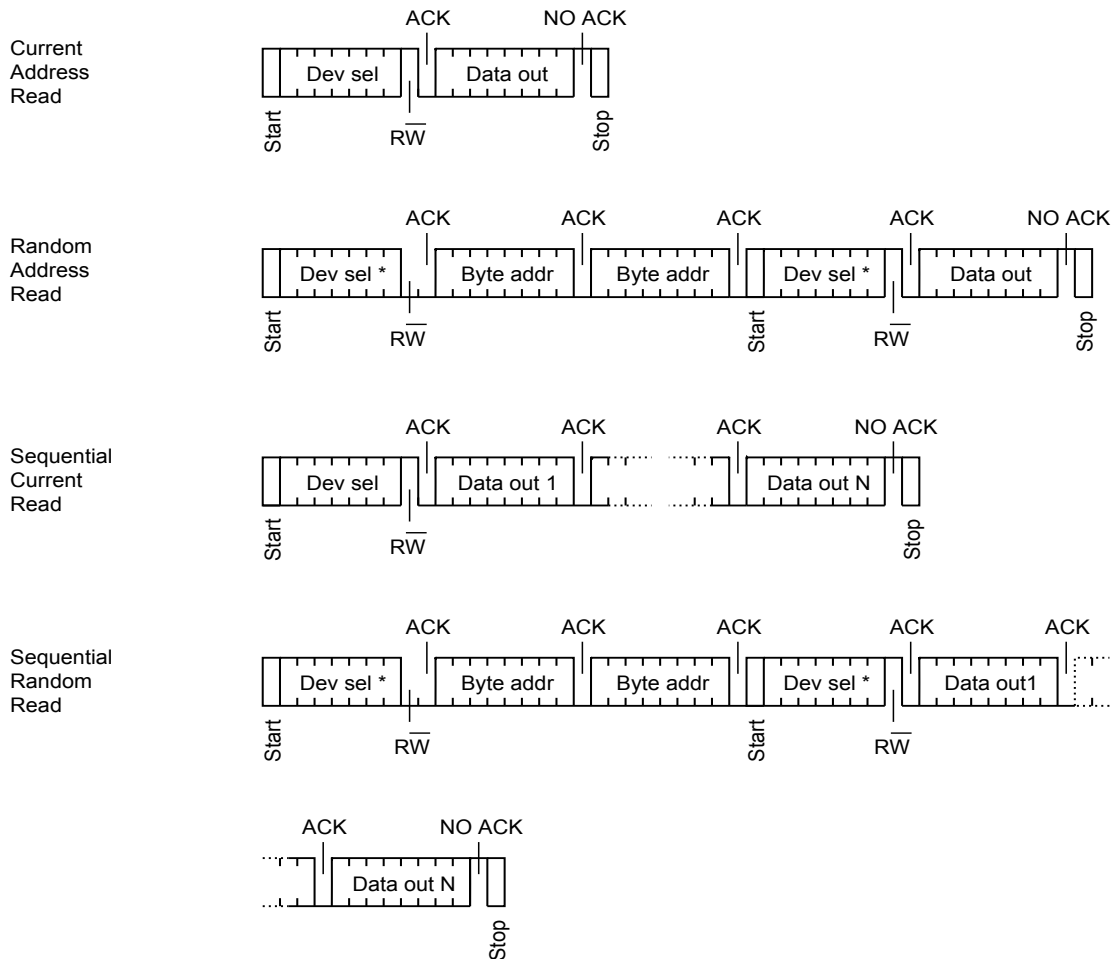 ACK NO ACK
Current
Address
Read
Dev sel Data out
Start RW Stop
ACK ACK ACK ACK NO ACK
Random
Address
Read
Dev sel * Byte addr Byte addr Dev sel * Data out
Start RW Start RW Stop
ACK ACK ACK NO ACK
Sequential
Current
Read
Dev sel Data out 1 Data out N
Start RW Stop
ACK ACK ACK ACK ACK
Sequential
Random
Read
Dev sel * Byte addr Byte addr Dev sel * Data out1
Start RW Start RW
ACK NO ACK
Data out N
Stop